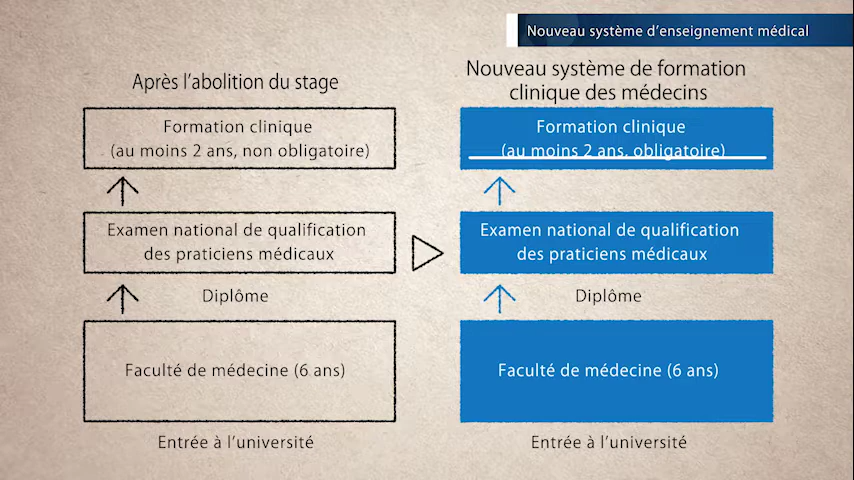 Nouveau système d’enseignement médical
Après l’abolition du stage
Formation clinique
(au moins 2 ans, non obligatoire)
Examen national de qualification
des praticiens médicaux
Diplôme
Faculté de médecine (6 ans)
Entrée à l’université
Nouveau système de formation
clinique des médecins
Formation clinique
(au moins 2 ans, obligatoire)
Examen national de qualification
des praticiens médicaux
Diplôme
Faculté de médecine (6 ans)
Entrée à l’université